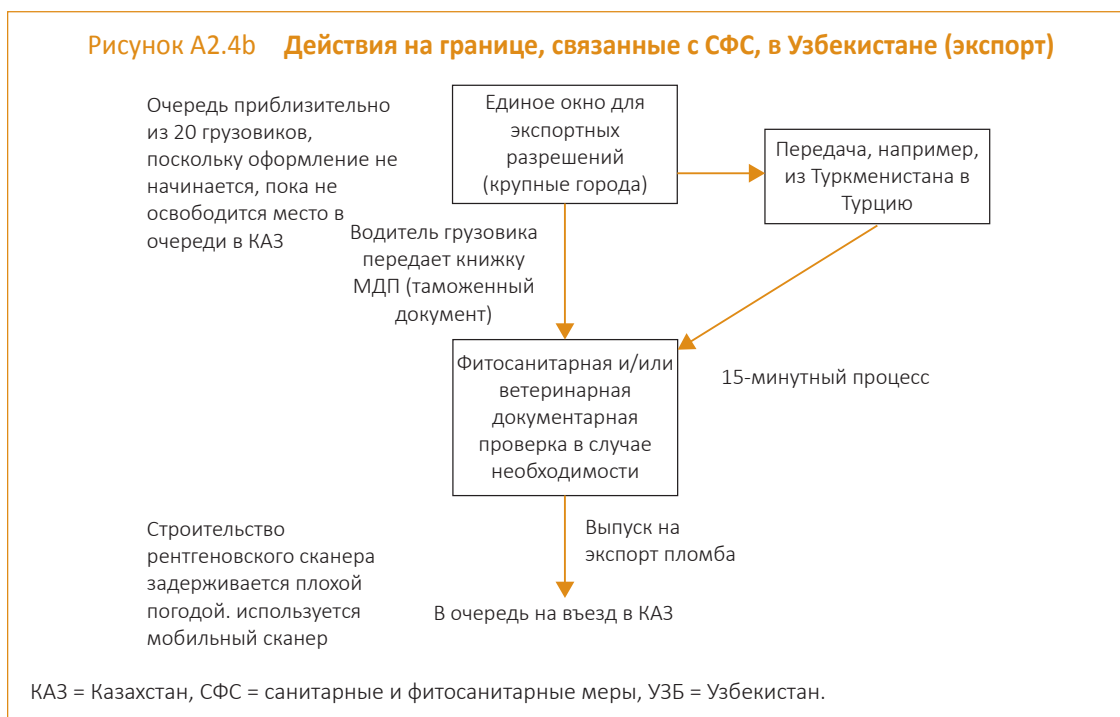 Рисунок A2.4b Действия на границе, связанные с СФС, в Узбекистане (экспорт)
Очередь приблизительно
из 20 грузовиков,
поскольку оформление не
начинается, пока не
освободится место в
очереди в КАЗ
Единое окно для
экспортных
разрешений
(крупные города)
Передача, например,
из Туркменистана в
Турцию
Водитель грузовика
передает книжку
МДП (таможенный
документ)
Фитосанитарная и/или
ветеринарная
документарная
проверка в случае
необходимости
15-минутный процесс
Строительство
рентгеновского сканера
задерживается плохой
погодой. используется
мобильный сканер
Выпуск на
экспорт пломба
В очередь на въезд в КАЗ
КАЗ = Казахстан, СФС = санитарные и фитосанитарные меры, УЗБ = Узбекистан.